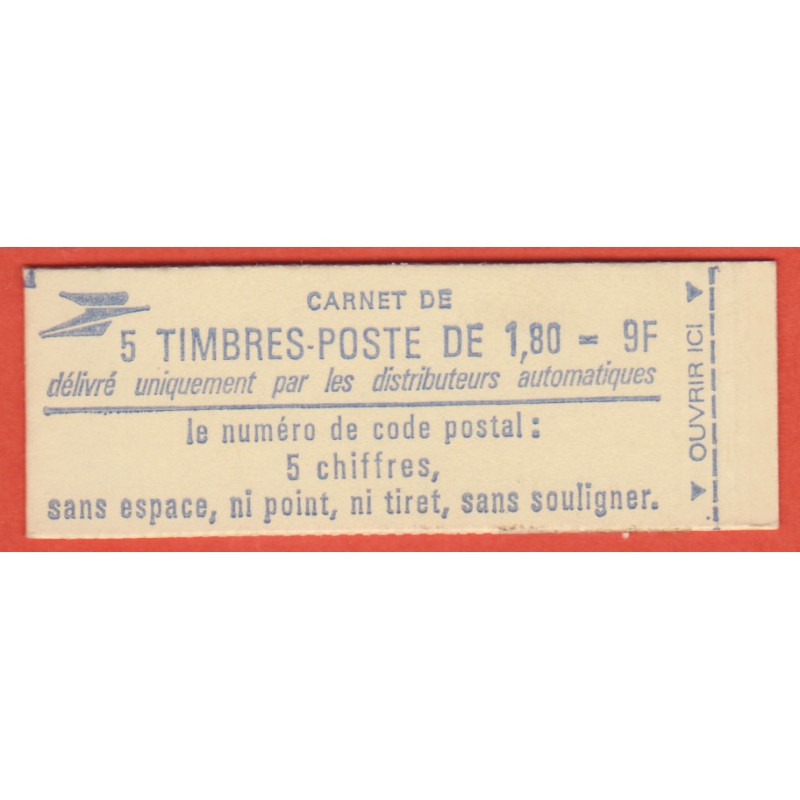 CARNET DE
5 TIMBRES-POSTE DE 1,80 = 9F
délivré uniquement par les distributeurs automatiques
le numéro de code postal :
5 chiffres,
sans espace, ni point, ni tiret, sans souligner.
OUVRIR ICI